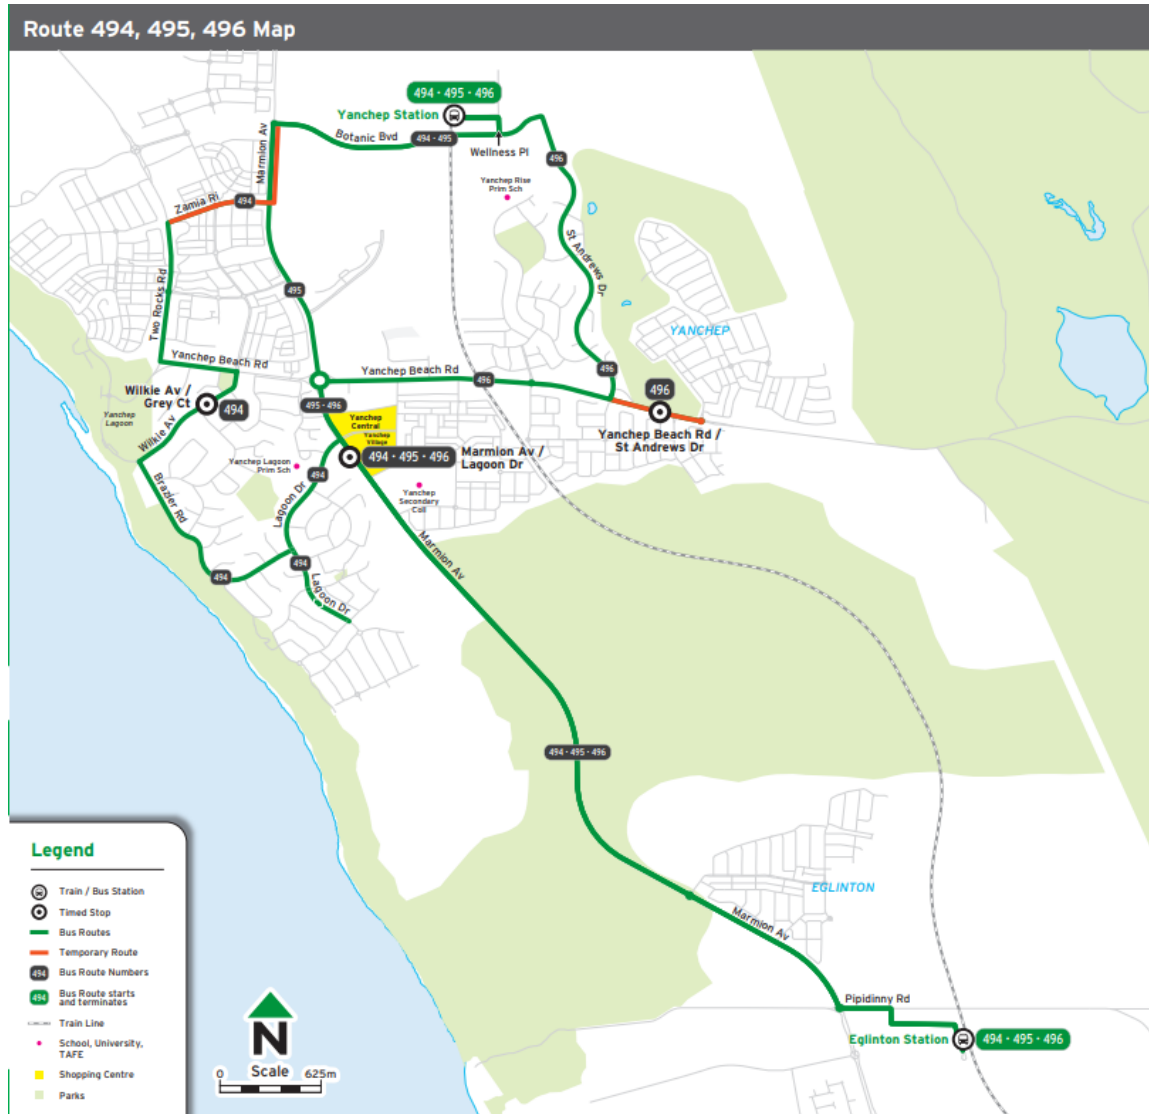 Route 494, 495, 496 Map
494 · 495 · 496
Yanchep Station
Botanic Bvd
494 · 495
Wellness Pl
Marmion Av
496
Yanchep Rise
Prim Sch
Zamia Ri
494
St Andrews Dr
495
Two Rocks Rd
YANCHEP
Yanchep Beach Rd
Yanchep Beach Rd
496
496
496
Wilkie Av /
Grey Ct
494
495 · 496
Yanchep
Lagoon
Wilkie Av
Yanchep
Central
Yanchep
Village
Yanchep Beach Rd /
St Andrews Dr
494 · 495 · 496
Marmion Av /
Lagoon Dr
Yanchep Lagoon
Prim Sch
494
Brazier Rd
Lagoon Dr
Yanchep
Secondary
Coll
Marmion Av
494
494
Lagoon Dr
494 · 495 · 496
EGLINTON
Marmion Av
Pipidinny Rd
Eglinton Station
494 · 495 · 496
Legend
Train / Bus Station
Timed Stop
Bus Routes
Temporary Route
494
Bus Route Numbers
494
Bus Route starts
and terminates
Train Line
School, University,
TAFE
Shopping Centre
Parks
N
0 Scale 625m